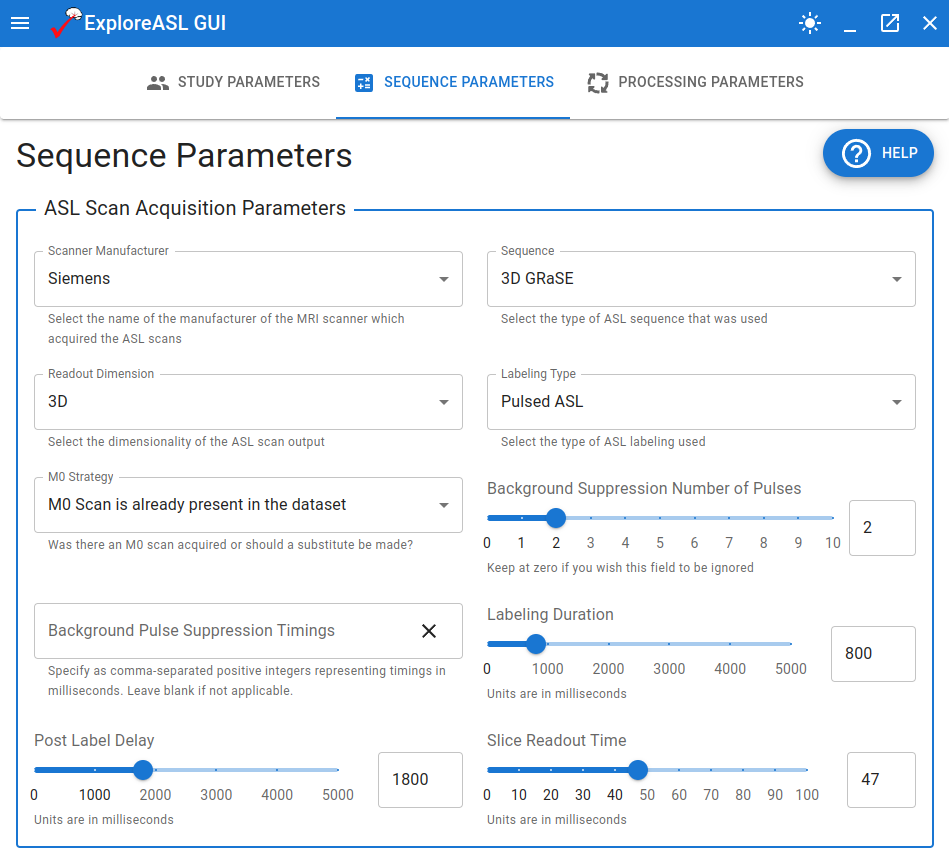 ExploreASL GUI
STUDY PARAMETERS
SEQUENCE PARAMETERS
PROCESSING PARAMETERS
Sequence Parameters
HELP
ASL Scan Acquisition Parameters
Scanner Manufacturer
Siemens
Select the name of the manufacturer of the MRI scanner which
acquired the ASL scans
Sequence
3D GRaSE
Select the type of ASL sequence that was used
Readout Dimension
3D
Select the dimensionality of the ASL scan output
Labeling Type
Pulsed ASL
Select the type of ASL labeling used
M0 Strategy
M0 Scan is already present in the dataset
Was there an M0 scan acquired or should a substitute be made?
Background Suppression Number of Pulses
0 1 2 3 4 5 6 7 8 9 10
2
Keep at zero if you wish this field to be ignored
Background Pulse Suppression Timings
Specify as comma-separated positive integers representing timings in
milliseconds. Leave blank if not applicable.
Labeling Duration
0 1000 2000 3000 4000 5000
800
Units are in milliseconds
Post Label Delay
0 1000 2000 3000 4000 5000
1800
Units are in milliseconds
Slice Readout Time
0 10 20 30 40 50 60 70 80 90 100
47
Units are in milliseconds